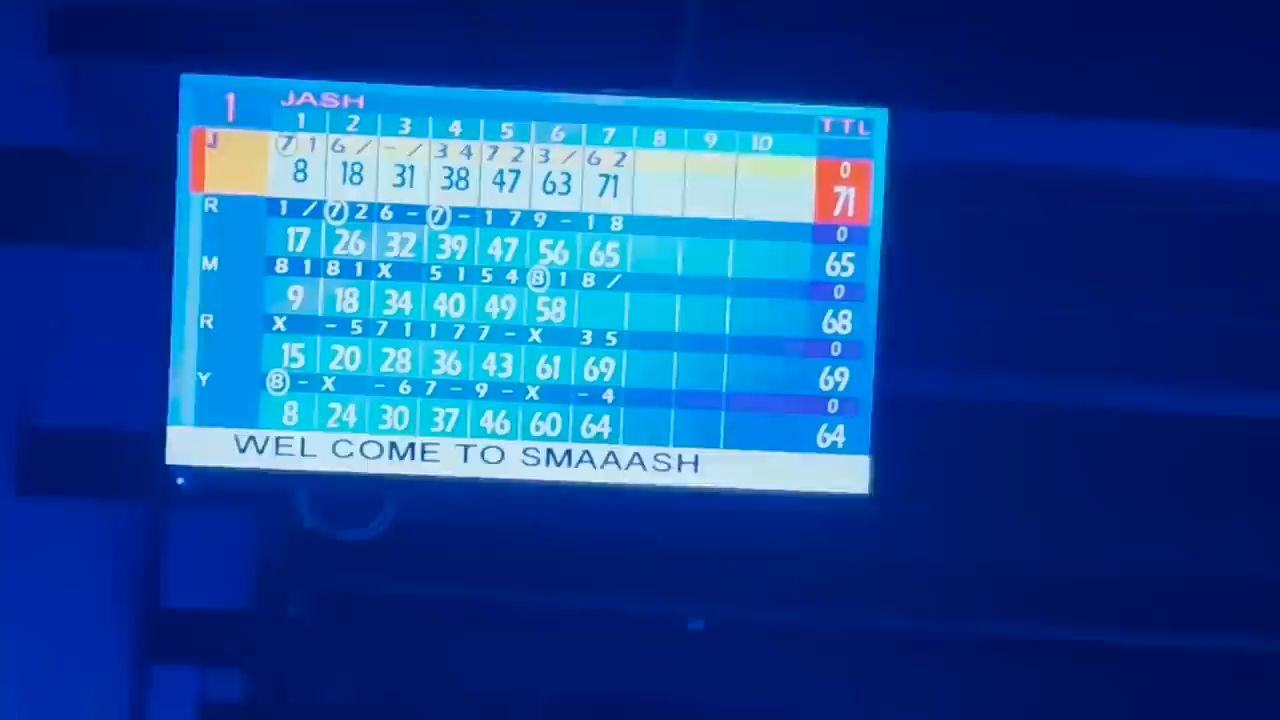 1 JASH
1 2 3 4 5 6 7 8 9 10 TTL
J 7 1 6 / - / 3 4 7 2 3 / 6 2 0
8 18 31 38 47 63 71 71
R 1 / 7 2 6 - 7 - 1 7 9 - 1 8 0
17 26 32 39 47 56 65 65
M 8 1 8 1 X 5 1 5 4 8 1 8 / 0
9 18 34 40 49 58 68
R X - 5 7 1 1 7 7 - X 3 5 0
15 20 28 36 43 61 69 69
Y 8 - X - 6 7 - 9 - X - 4 0
8 24 30 37 46 60 64 64
WEL COME TO SMAAASH